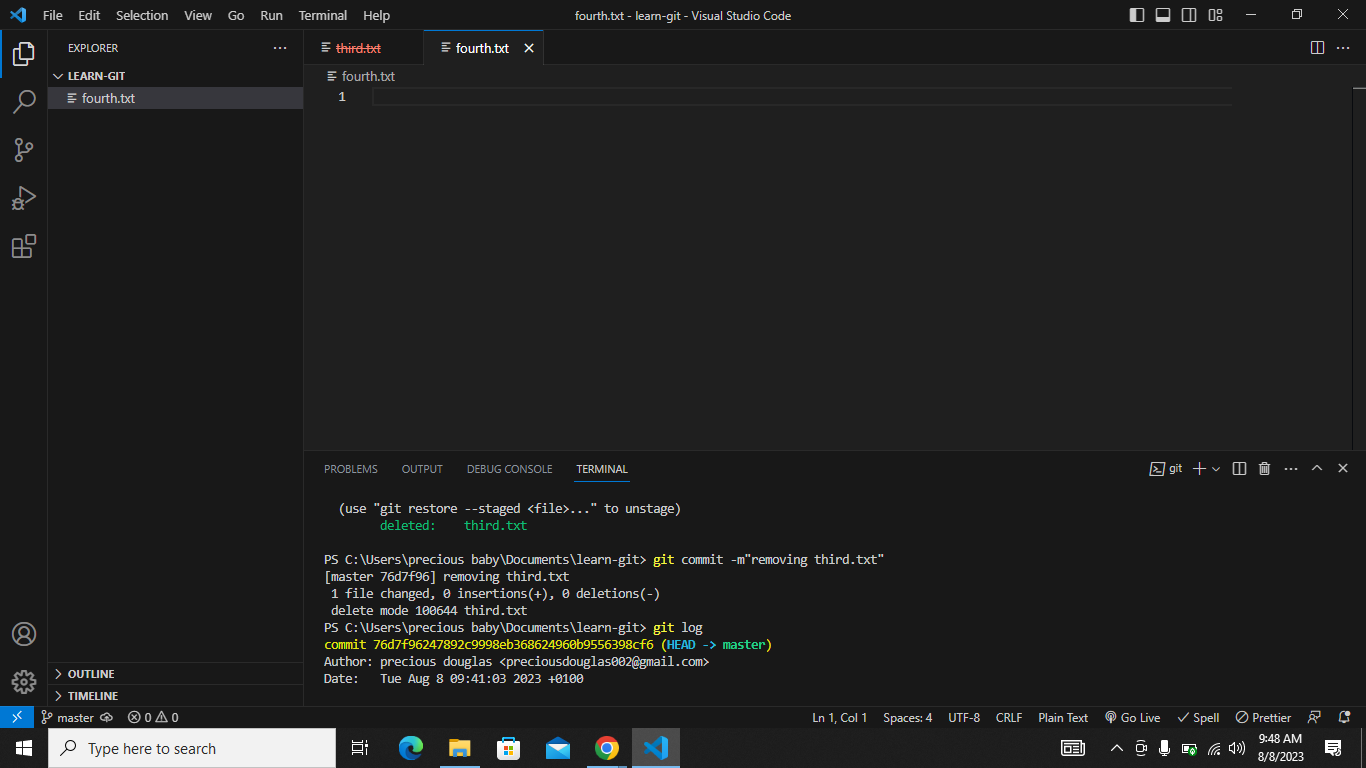 File Edit Selection View Go Run Terminal Help
fourth.txt - learn-git - Visual Studio Code
EXPLORER
LEARN-GIT
fourth.txt
third.txt
fourth.txt
fourth.txt
1
PROBLEMS OUTPUT DEBUG CONSOLE TERMINAL
git
(use "git restore --staged <file>..." to unstage)
deleted: third.txt
PS C:\Users\precious baby\Documents\learn-git> git commit -m"removing third.txt"
[master 76d7f96] removing third.txt
1 file changed, 0 insertions(+), 0 deletions(-)
delete mode 100644 third.txt
PS C:\Users\precious baby\Documents\learn-git> git log
commit 76d7f96247892c9998eb368624960b9556398cf6 (HEAD -> master)
Author: precious douglas <preciousdouglas002@gmail.com>
Date: Tue Aug 8 09:41:03 2023 +0100
OUTLINE
TIMELINE
master 0 0
Ln 1, Col 1 Spaces: 4 UTF-8 CRLF Plain Text Go Live Spell Prettier
Type here to search
9:48 AM
8/8/2023